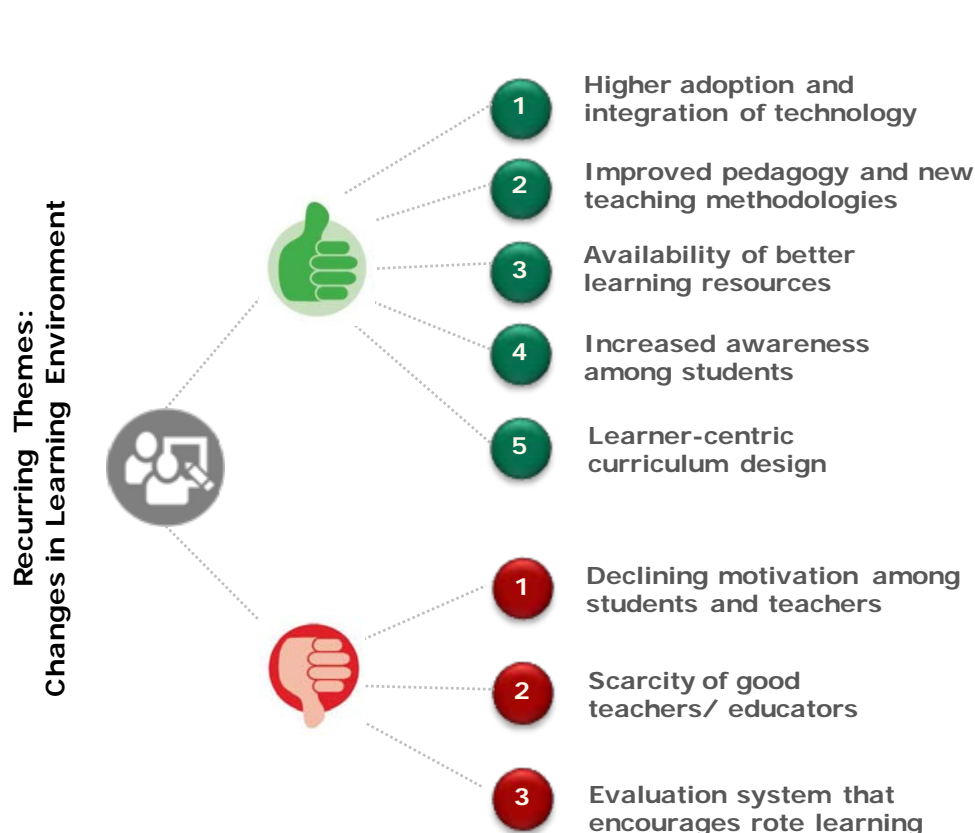 Recurring Themes:
Changes in Learning Environment
1
Higher adoption and
integration of technology
2
Improved pedagogy and new
teaching methodologies
3
Availability of better
learning resources
4
Increased awareness
among students
5
Learner-centric
curriculum design
1
Declining motivation among
students and teachers
2
Scarcity of good
teachers/ educators
3
Evaluation system that
encourages rote learning